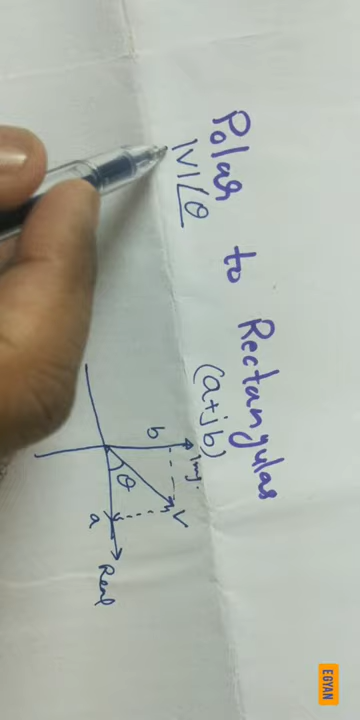 Polar to Rectangular
|V|∠θ (a+jb)
Img.
b
V
θ
a
Real
EGYAN